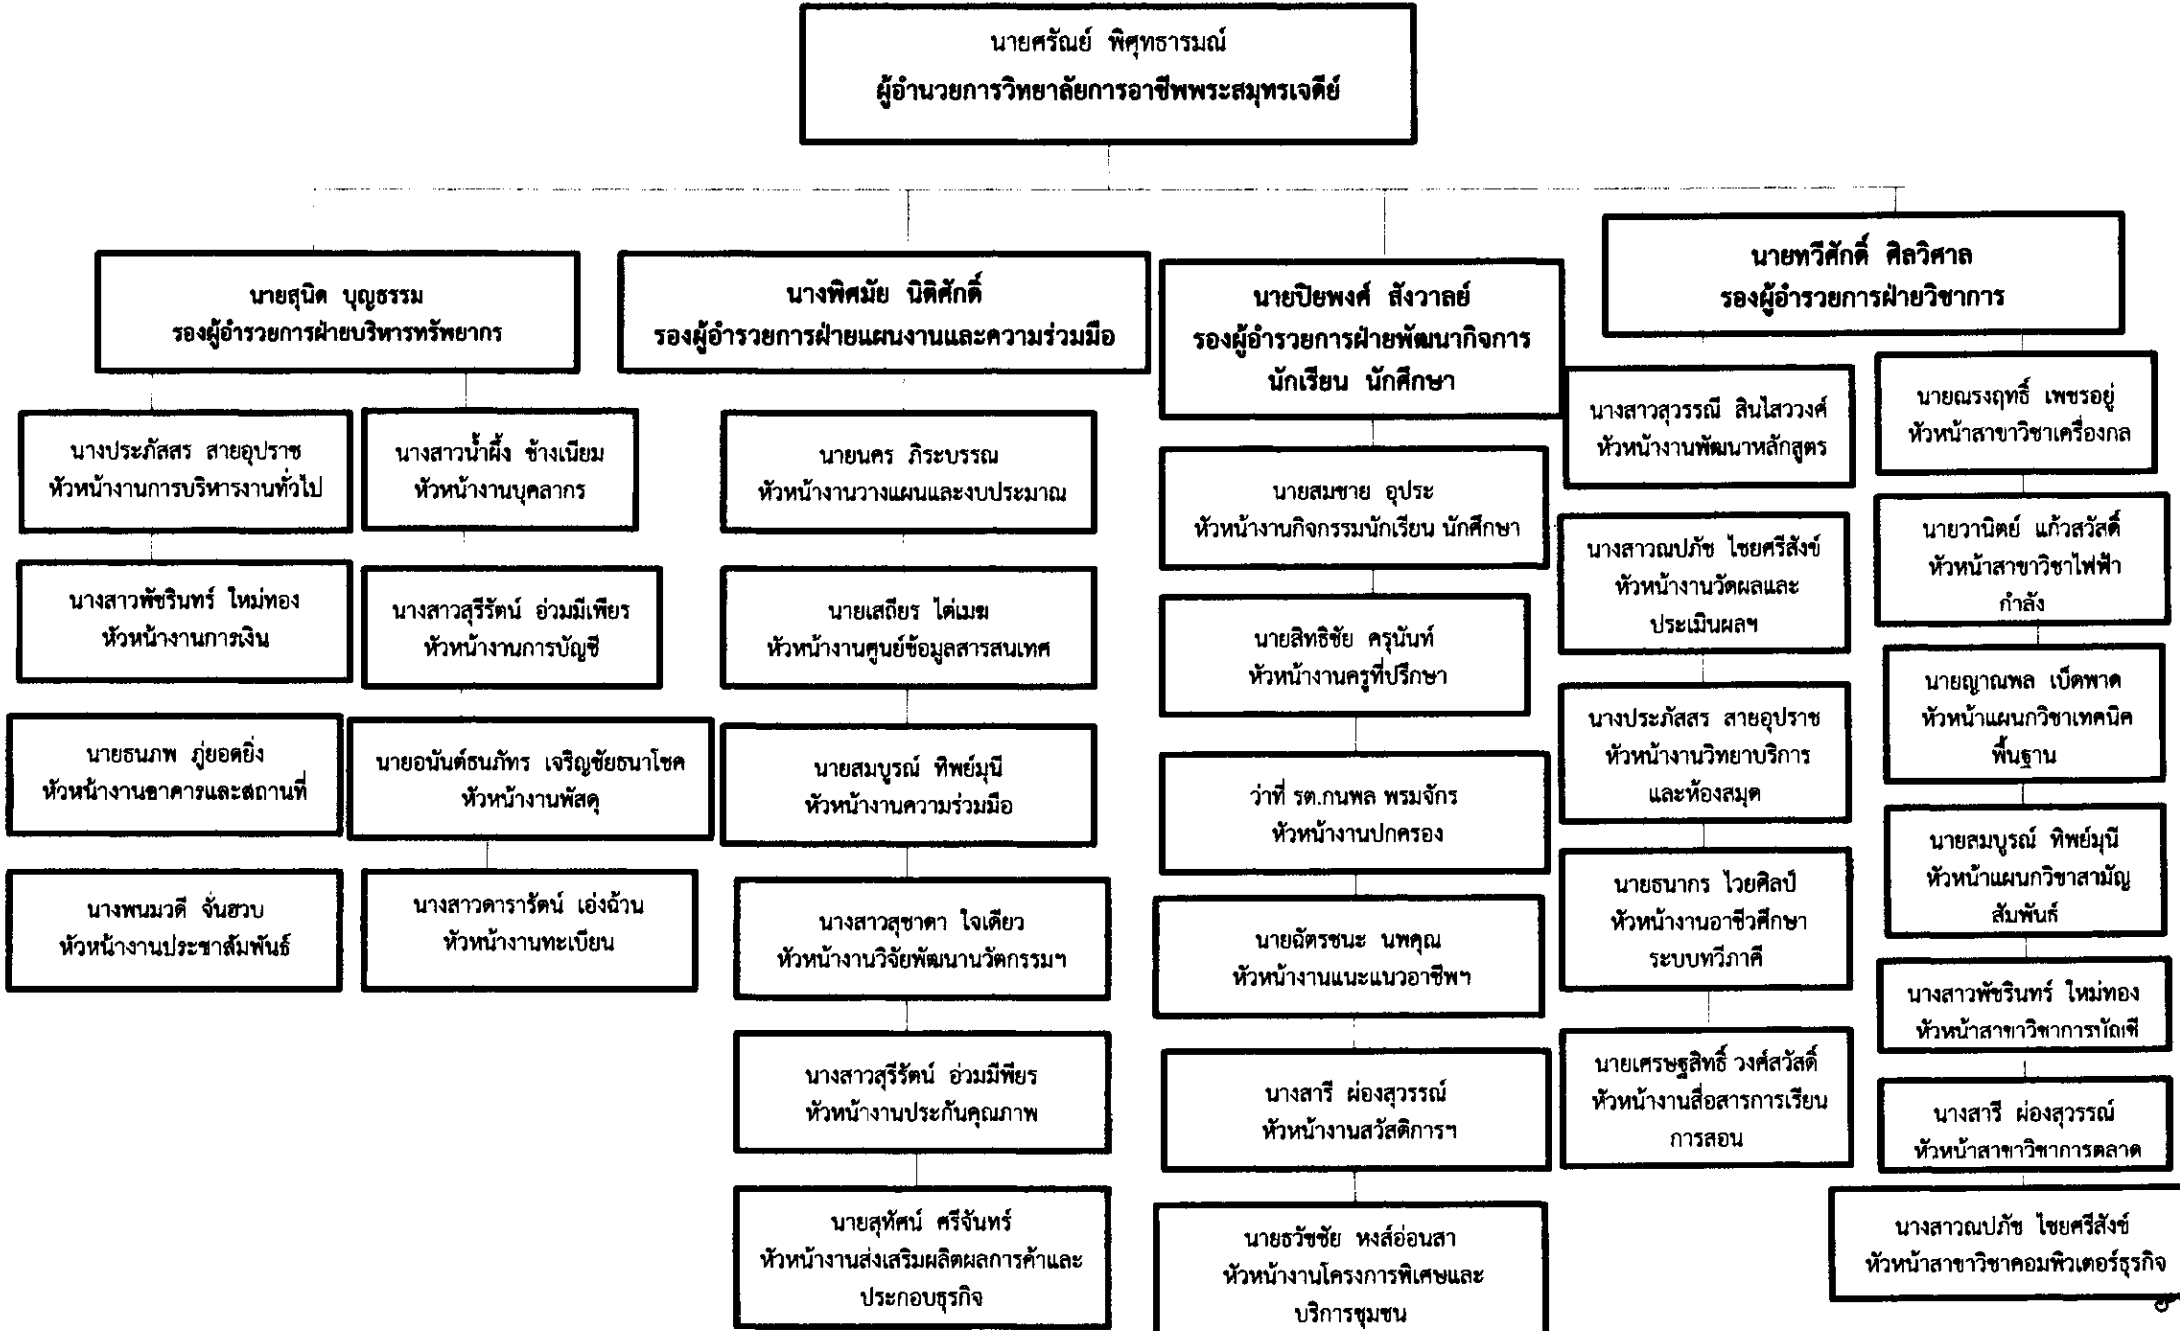 นายศรัณย์ พิศุทธารมณ์
ผู้อำนวยการวิทยาลัยการอาชีพพระสมุทรเจดีย์
นายสุนิด บุญธรรม
รองผู้อำรวยการฝ่ายบริหารทรัพยากร
นางประภัสสร สายอุปราช
หัวหน้างานการบริหารงานทั่วไป
นางสาวพัชรินทร์ ใหม่ทอง
หัวหน้างานการเงิน
นายธนภพ ภู่ยอดยิ่ง
หัวหน้างานอาคารและสถานที่
นางพนมวดี จั่นฮวบ
หัวหน้างานประชาสัมพันธ์
นางสาวน้ำผึ้ง ช้างเนียม
หัวหน้างานบุคลากร
นางสาวสุรีรัตน์ อ่วมมีเพียร
หัวหน้างานการบัญชี
นายอนันต์ธนภัทร เจริญชัยธนาโชค
หัวหน้างานพัสดุ
นางสาวดารารัตน์ เอ่งฉ้วน
หัวหน้างานทะเบียน
นางพิศมัย นิติศักดิ์
รองผู้อำรวยการฝ่ายแผนงานและความร่วมมือ
นายนคร ภิระบรรณ
หัวหน้างานวางแผนและงบประมาณ
นายเสถียร ไต่เมฆ
หัวหน้างานศูนย์ข้อมูลสารสนเทศ
นายสมบูรณ์ ทิพย์มุนี
หัวหน้างานความร่วมมือ
นางสาวสุชาดา ใจเดียว
หัวหน้างานวิจัยพัฒนานวัตกรรมฯ
นางสาวสุรีรัตน์ อ่วมมีพียร
หัวหน้างานประกันคุณภาพ
นายสุทัศน์ ศรีจันทร์
หัวหน้างานส่งเสริมผลิตผลการค้าและ
ประกอบธุรกิจ
นายปิยพงศ์ สังวาลย์
รองผู้อำรวยการฝ่ายพัฒนากิจการ
นักเรียน นักศึกษา
นายสมชาย อุประ
หัวหน้างานกิจกรรมนักเรียน นักศึกษา
นายสิทธิชัย ครุนันท์
หัวหน้างานครูที่ปรึกษา
ว่าที่ รต.กนพล พรมจักร
หัวหน้างานปกครอง
นายฉัตรชนะ นพคุณ
หัวหน้างานแนะแนวอาชีพฯ
นางสารี ผ่องสุวรรณ์
หัวหน้างานสวัสดิการฯ
นายธวัชชัย หงส์อ่อนสา
หัวหน้างานโครงการพิเศษและ
บริการชุมชน
นายทวีศักดิ์ ศิลวิศาล
รองผู้อำรวยการฝ่ายวิชาการ
นางสาวสุวรรณี สินไสววงศ์
หัวหน้างานพัฒนาหลักสูตร
นางสาวณปภัช ไชยศรีสังข์
หัวหน้างานวัดผลและ
ประเมินผลฯ
นางประภัสสร สายอุปราช
หัวหน้างานวิทยาบริการ
และห้องสมุด
นายธนากร ไวยศิลป์
หัวหน้างานอาชีวศึกษา
ระบบทวีภาคี
นายเศรษฐสิทธิ์ วงศ์สวัสดิ์
หัวหน้างานสื่อสารการเรียน
การสอน
นายณรงฤทธิ์ เพชรอยู่
หัวหน้าสาขาวิชาเครื่องกล
นายวานิตย์ แก้วสวัสดิ์
หัวหน้าสาขาวิชาไฟฟ้า
กำลัง
นายญาณพล เบ็ดพาด
หัวหน้าแผนกวิชาเทคนิค
พื้นฐาน
นายสมบูรณ์ ทิพย์มุนี
หัวหน้าแผนกวิชาสามัญ
สัมพันธ์
นางสาวพัชรินทร์ ใหม่ทอง
หัวหน้าสาขาวิชาการบัญชี
นางสารี ผ่องสุวรรณ์
หัวหน้าสาขาวิชาการตลาด
นางสาวณปภัช ไชยศรีสังข์
หัวหน้าสาขาวิชาคอมพิวเตอร์ธุรกิจ